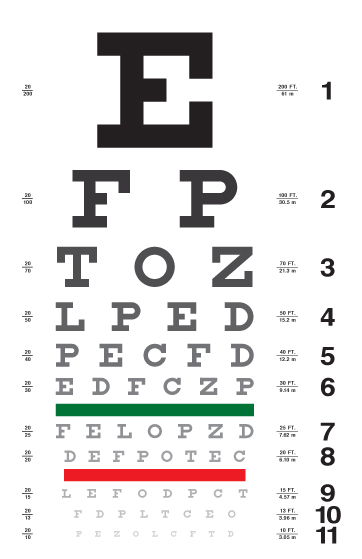 20/200 E 200 FT. 61 m 1
20/100 F P 100 FT. 30.5 m 2
20/70 T O Z 70 FT. 21.3 m 3
20/50 L P E D 50 FT. 15.2 m 4
20/40 P E C F D 40 FT. 12.2 m 5
20/30 E D F C Z P 30 FT. 9.14 m 6
20/25 F E L O P Z D 25 FT. 7.62 m 7
20/20 D E F P O T E C 20 FT. 6.10 m 8
20/15 L E F O D P C T 15 FT. 4.57 m 9
20/13 F D P L T C E O 13 FT. 3.96 m 10
20/10 P E Z O L C F T D 10 FT. 3.05 m 11